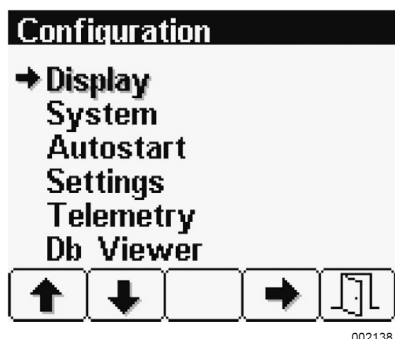 Configuration
Display
System
Autostart
Settings
Telemetry
Db Viewer
002138